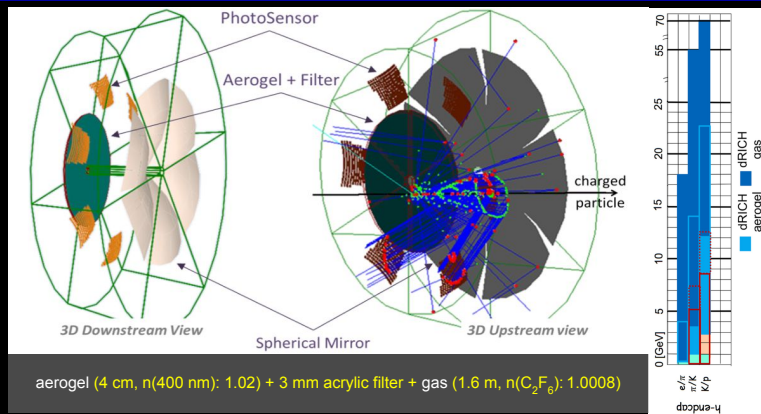 PhotoSensor
Aerogel + Filter
charged
particle
3D Downstream View
3D Upstream view
Spherical Mirror
aerogel (4 cm, n(400 nm): 1.02) + 3 mm acrylic filter + gas (1.6 m, n(C₂F₆): 1.0008)
70
55
25
20
15
10
5
0 [GeV]
e/π
π/K
K/p
h-endcap
dRICH aerogel
dRICH gas